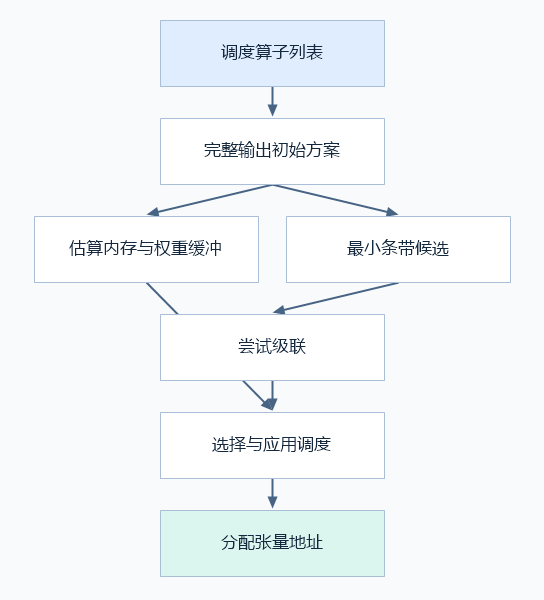 调度算子列表
完整输出初始方案
估算内存与权重缓冲
最小条带候选
尝试级联
选择与应用调度
分配张量地址